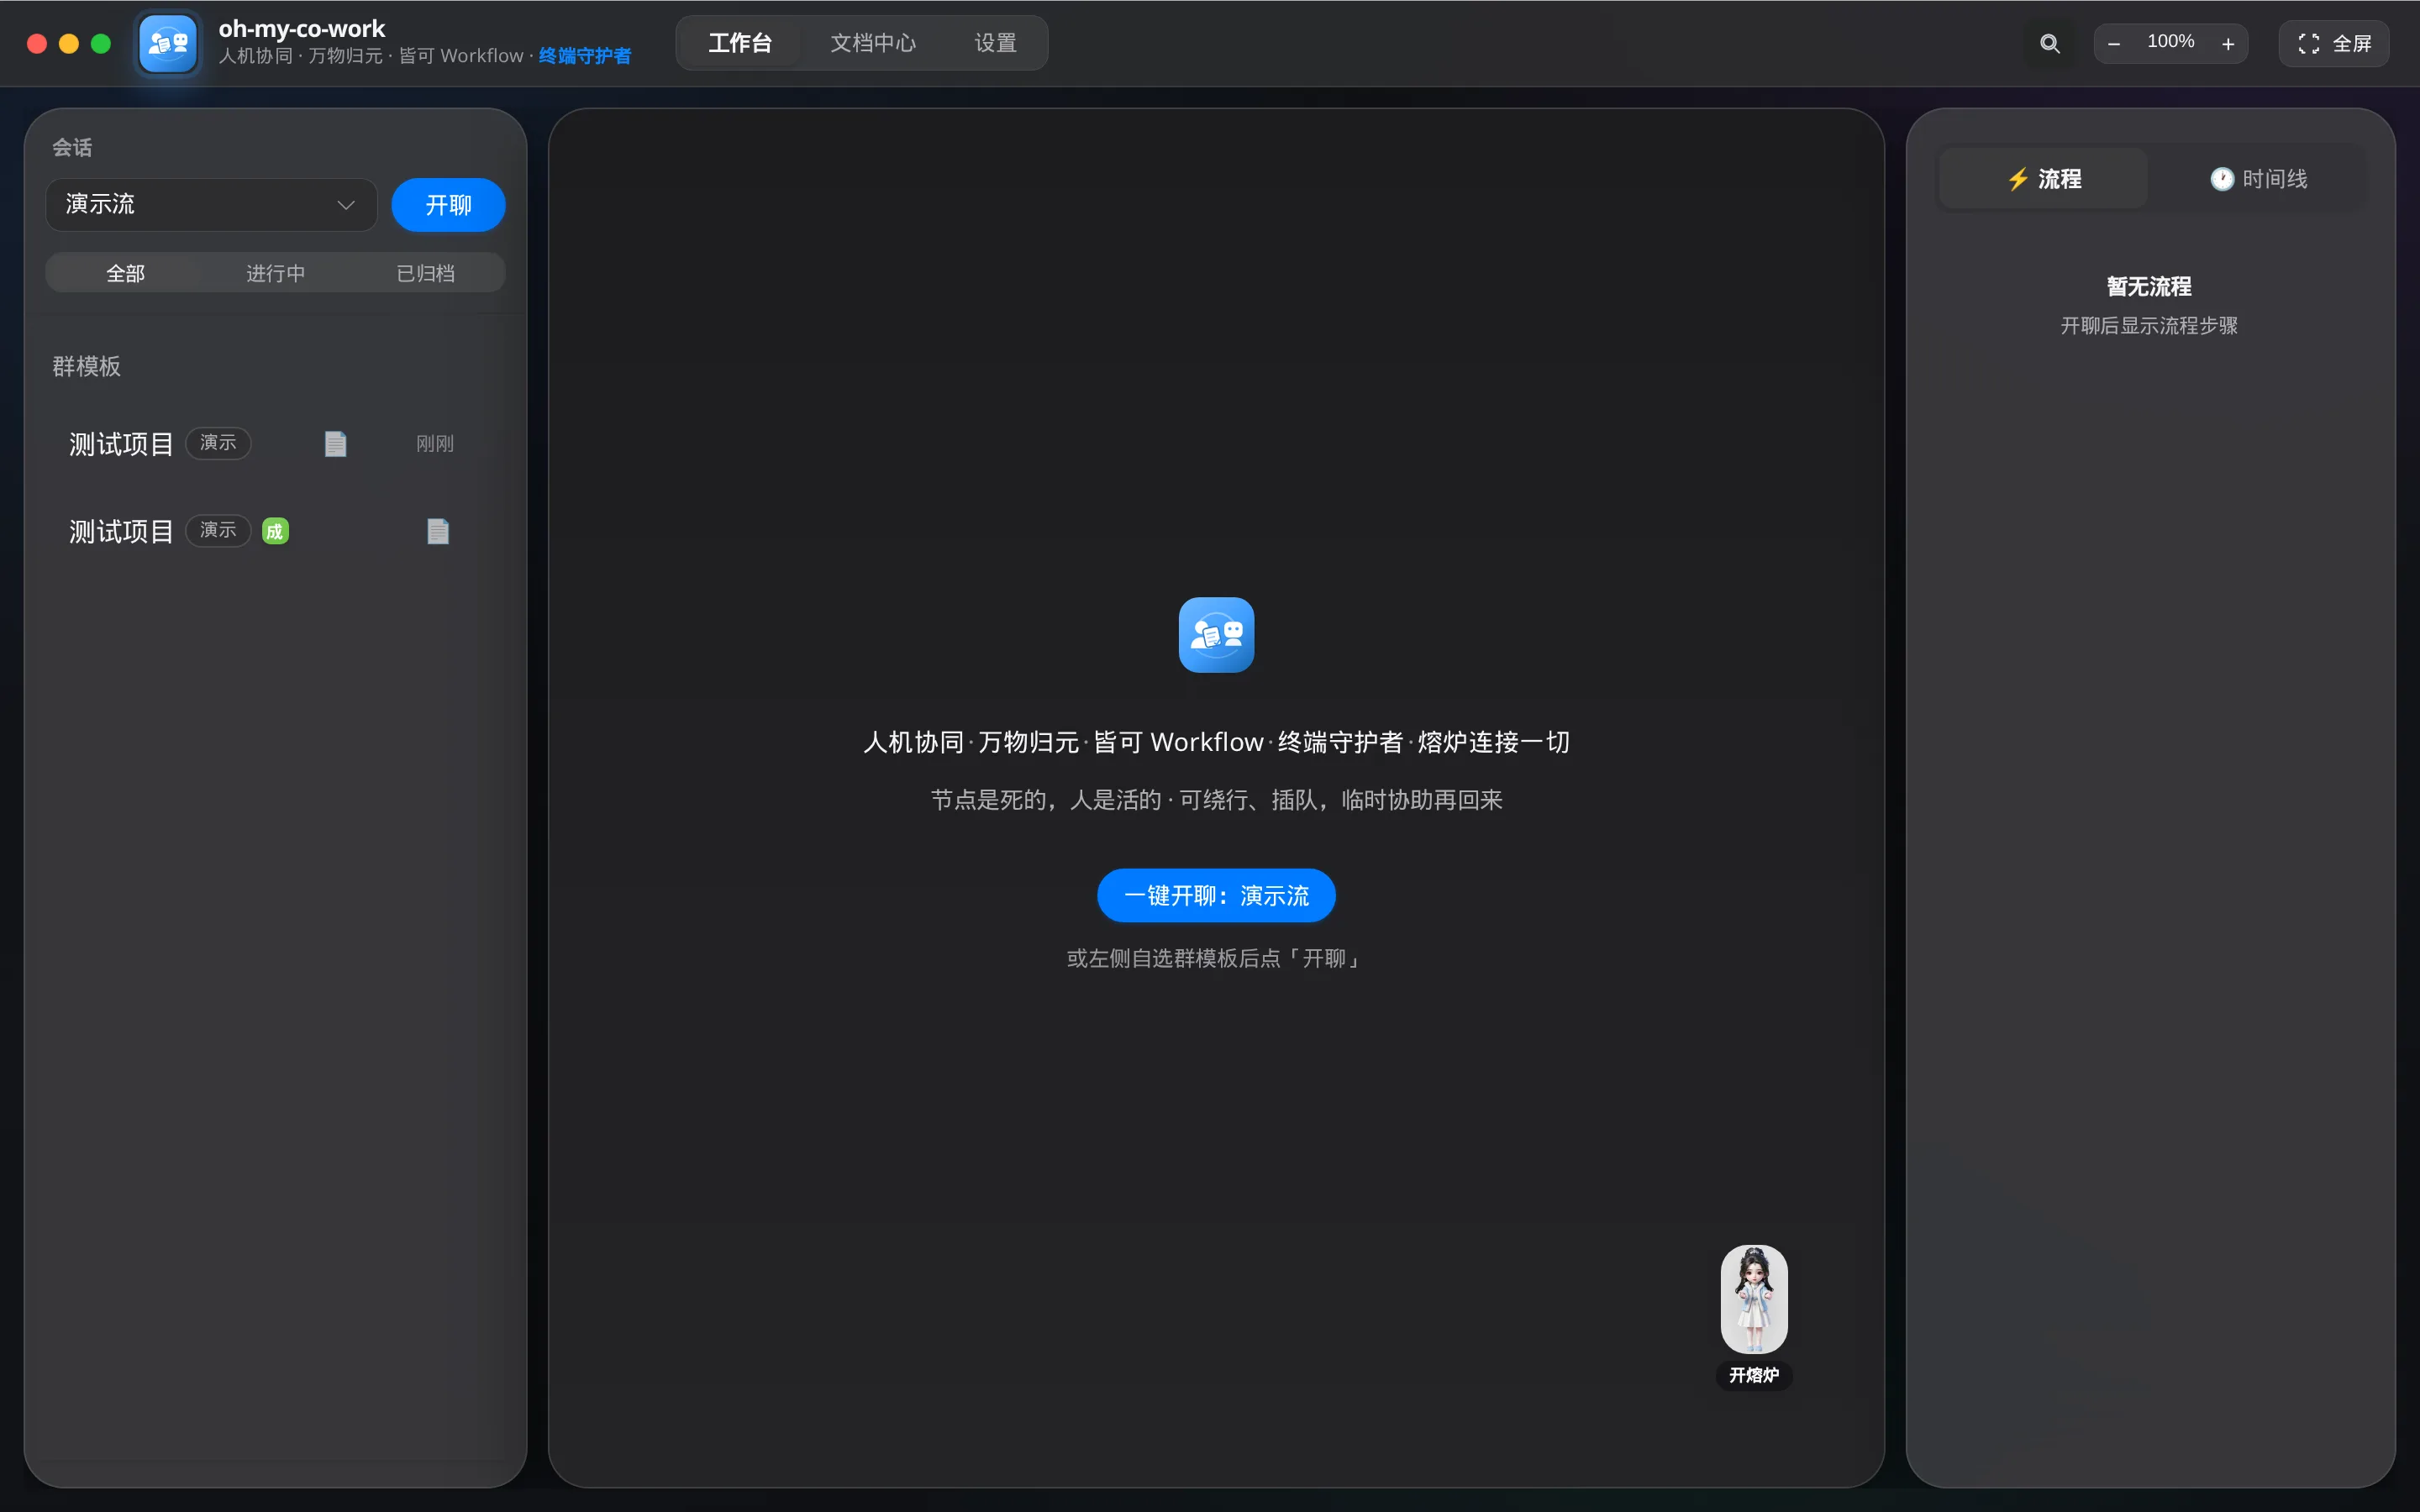 oh-my-co-work
人机协同 · 万物归元 · 皆可 Workflow · 终端守护者
工作台 文档中心 设置
− 100% +
全屏
会话
演示流
开聊
全部 进行中 已归档
群模板
测试项目 演示 刚刚
测试项目 演示 成
人机协同·万物归元·皆可 Workflow·终端守护者·熔炉连接一切
节点是死的，人是活的 · 可绕行、插队，临时协助再回来
一键开聊：演示流
或左侧自选群模板后点「开聊」
开熔炉
流程 时间线
暂无流程
开聊后显示流程步骤